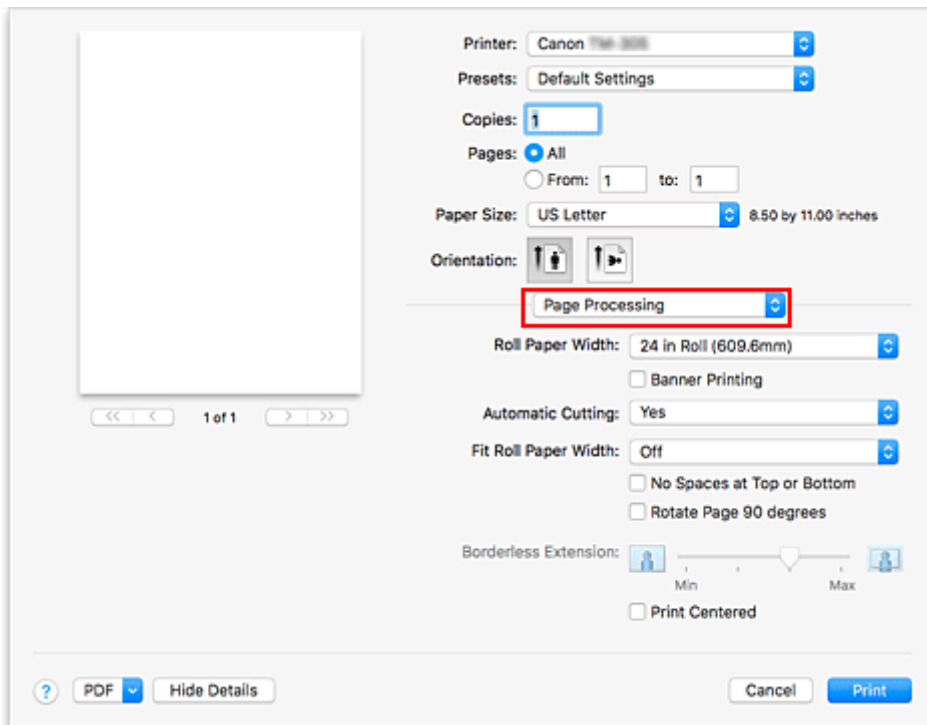 Printer: Canon
Presets: Default Settings
Copies: 1
Pages: All
From: 1 to: 1
Paper Size: US Letter 8.50 by 11.00 inches
Orientation:
Page Processing
Roll Paper Width: 24 in Roll (609.6mm)
Banner Printing
1 of 1
Automatic Cutting: Yes
Fit Roll Paper Width: Off
No Spaces at Top or Bottom
Rotate Page 90 degrees
Borderless Extension:
Min Max
Print Centered
? PDF Hide Details Cancel Print